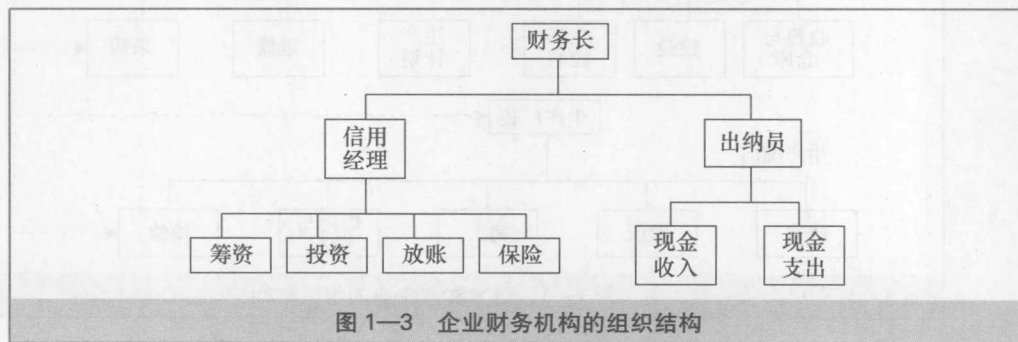 财务长
信用
经理
出纳员
筹资
投资
放账
保险
现金
收入
现金
支出
图 1—3 企业财务机构的组织结构